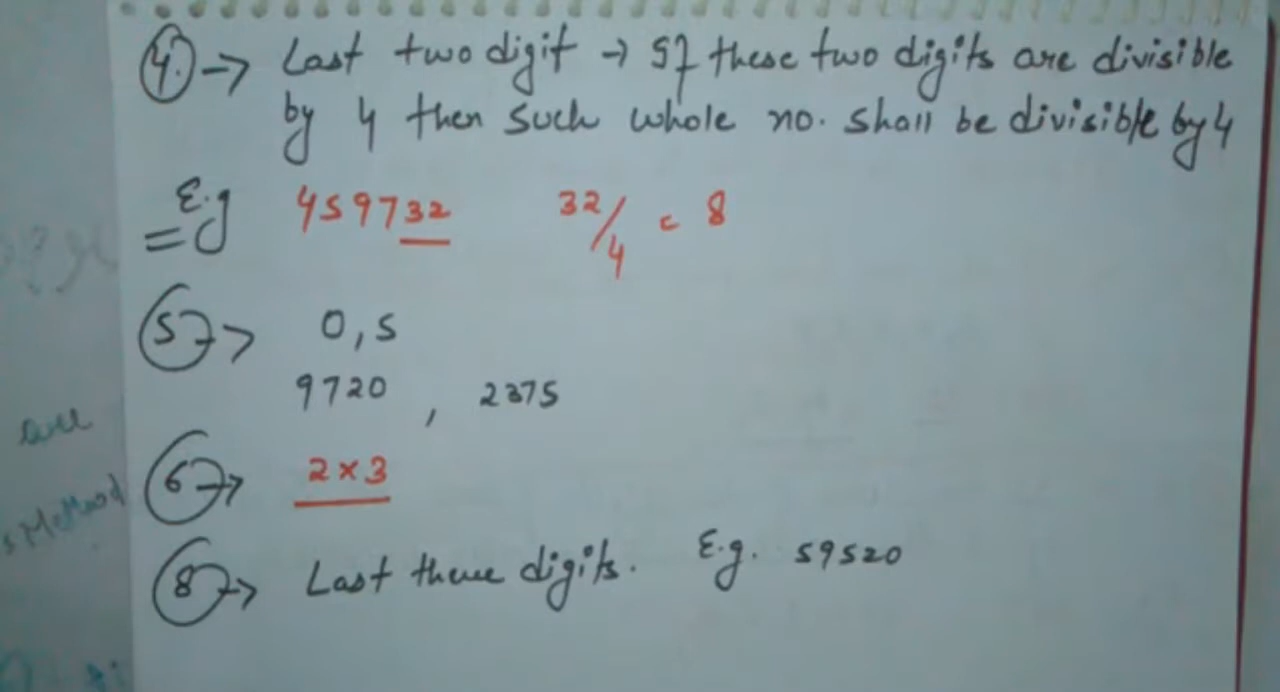 4. → Last two digit → If these two digits are divisible
by 4 then such whole no. shall be divisible by 4
E.g 459732 32/4 = 8
5 → 0, 5
9720 , 2375
6 → 2 × 3
8 → Last three digits. E.g. 59520
are
Method